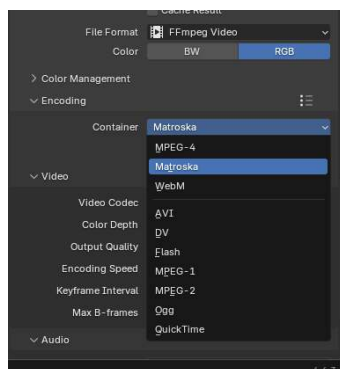 Cache Result
File Format FFmpeg Video
Color BW RGB
Color Management
Encoding
Container Matroska
MPEG-4
Matroska
Video
WebM
Video Codec
AVI
Color Depth
DV
Output Quality
Flash
Encoding Speed
MPEG-1
Keyframe Interval
MPEG-2
Max B-frames
Ogg
QuickTime
Audio